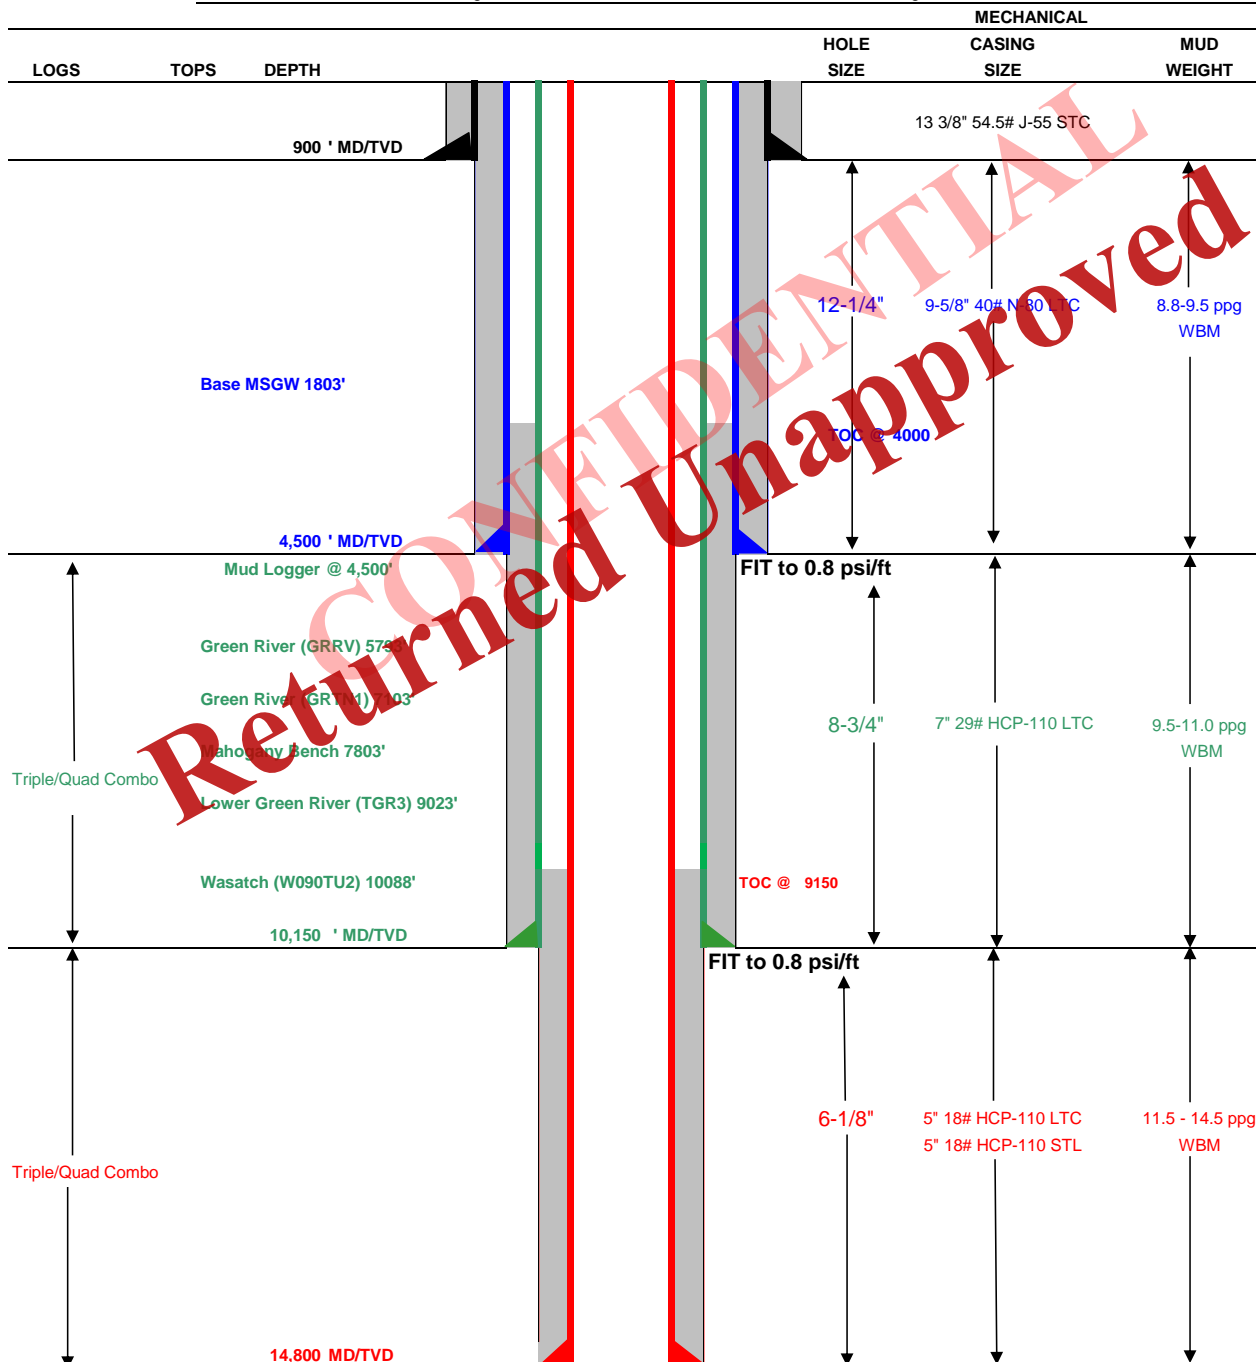 MECHANICAL
HOLE CASING MUD
LOGS TOPS DEPTH SIZE SIZE WEIGHT
13 3/8" 54.5# J-55 STC
900 ' MD/TVD
12-1/4" 9-5/8" 40# N-80 LTC 8.8-9.5 ppg
WBM
Base MSGW 1803'
TOC @ 4000
4,500 ' MD/TVD
Mud Logger @ 4,500'
FIT to 0.8 psi/ft
Green River (GRRV) 5793'
Green River (GRTN1) 7103'
8-3/4" 7" 29# HCP-110 LTC 9.5-11.0 ppg
WBM
Mahogany Bench 7803'
Triple/Quad Combo
Lower Green River (TGR3) 9023'
Wasatch (W090TU2) 10088'
TOC @ 9150
10,150 ' MD/TVD
FIT to 0.8 psi/ft
6-1/8" 5" 18# HCP-110 LTC 11.5 - 14.5 ppg
5" 18# HCP-110 STL WBM
Triple/Quad Combo
14,800 MD/TVD
CONFIDENTIAL
Returned Unapproved